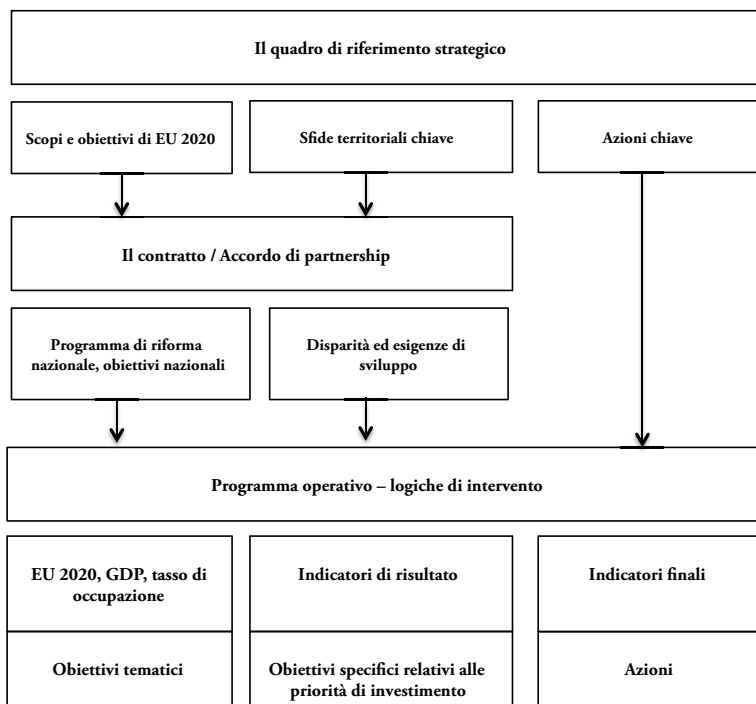 Il quadro di riferimento strategico
Scopi e obiettivi di EU 2020
Sfide territoriali chiave
Azioni chiave
Il contratto / Accordo di partnership
Programma di riforma
nazionale, obiettivi nazionali
Disparità ed esigenze di
sviluppo
Programma operativo – logiche di intervento
EU 2020, GDP, tasso di
occupazione
Indicatori di risultato
Indicatori finali
Obiettivi tematici
Obiettivi specifici relativi alle
priorità di investimento
Azioni